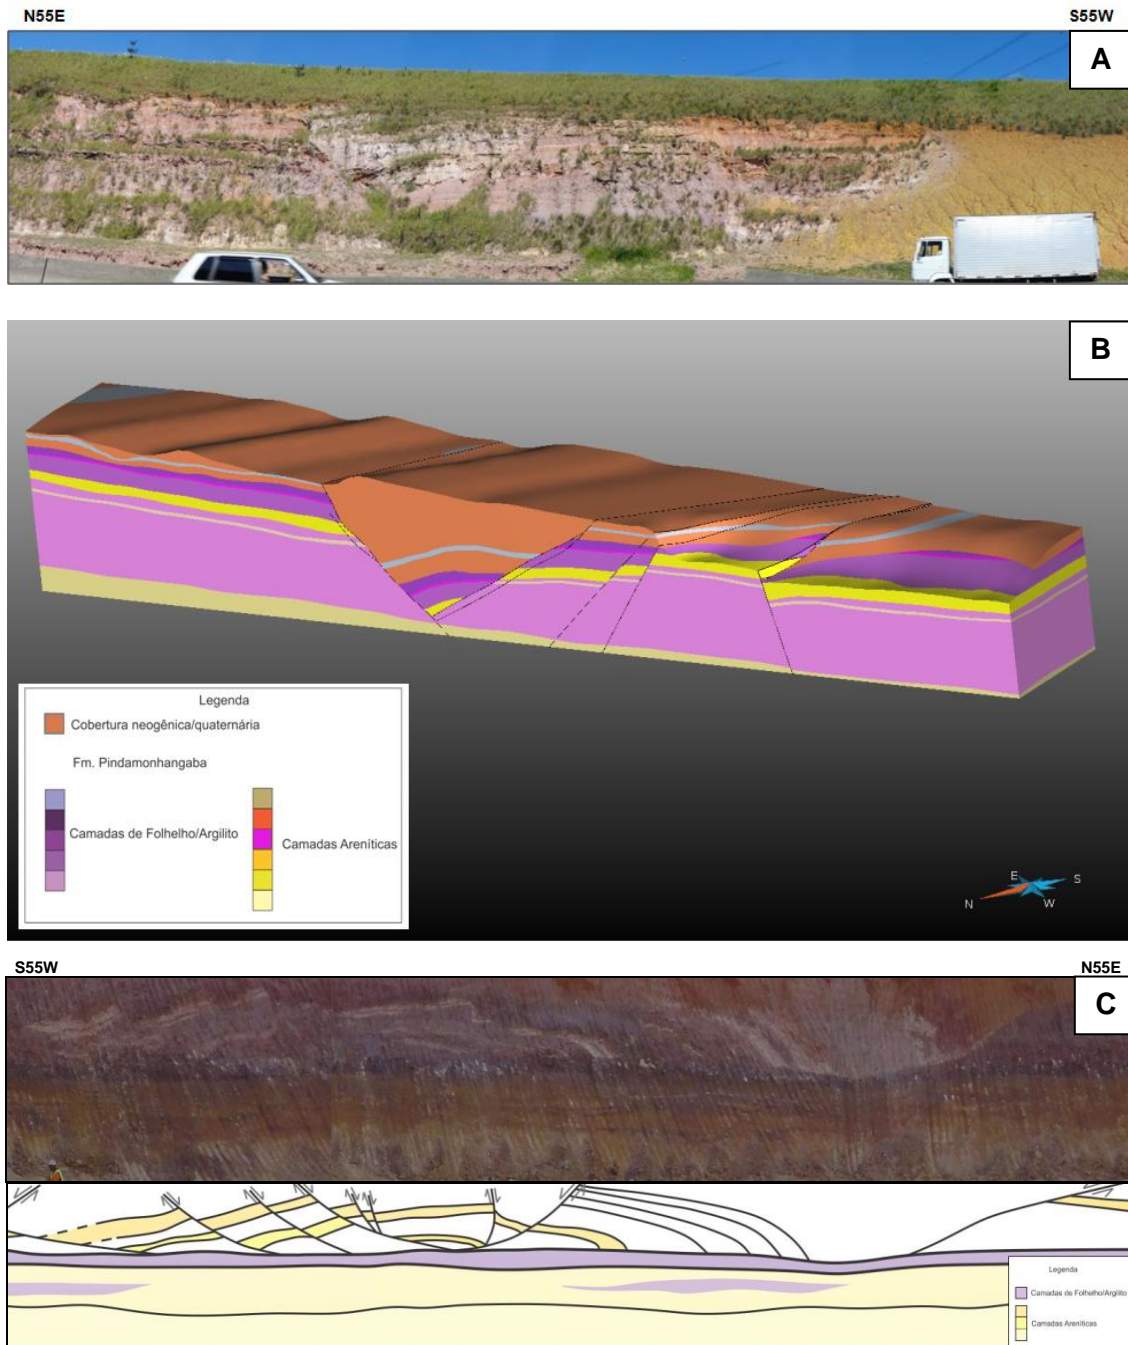 N55E
S55W
A
B
Legenda
Cobertura neogênica/quaternária
Fm. Pindamonhangaba
Camadas de Folhelho/Argilito
Camadas Areníticas
E
S
N
W
S55W
N55E
C
Legenda
Camadas de Folhelho/Argilito
Camadas Areníticas